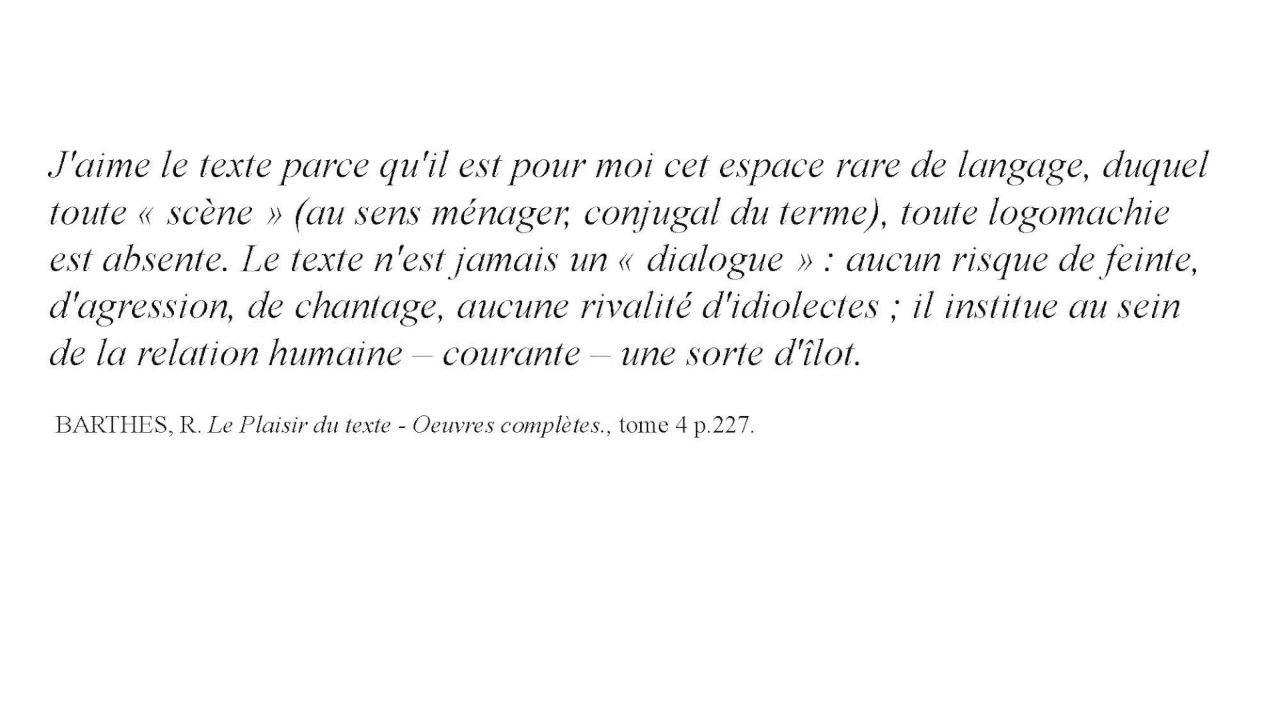 J'aime le texte parce qu'il est pour moi cet espace rare de langage, duquel
toute « scène » (au sens ménager, conjugal du terme), toute logomachie
est absente. Le texte n'est jamais un « dialogue » : aucun risque de feinte,
d'agression, de chantage, aucune rivalité d'idiolectes ; il institue au sein
de la relation humaine – courante – une sorte d'îlot.
BARTHES, R. Le Plaisir du texte - Oeuvres complètes., tome 4 p.227.